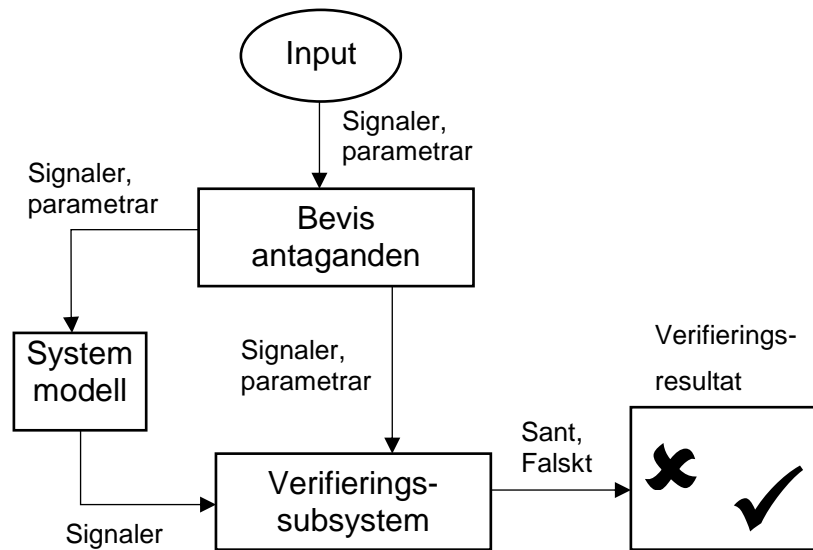 Input
Signaler,
parametrar
Signaler,
parametrar
Bevis
antaganden
System
modell
Signaler,
parametrar
Verifierings-
resultat
Sant,
Falskt
Verifierings-
subsystem
Signaler